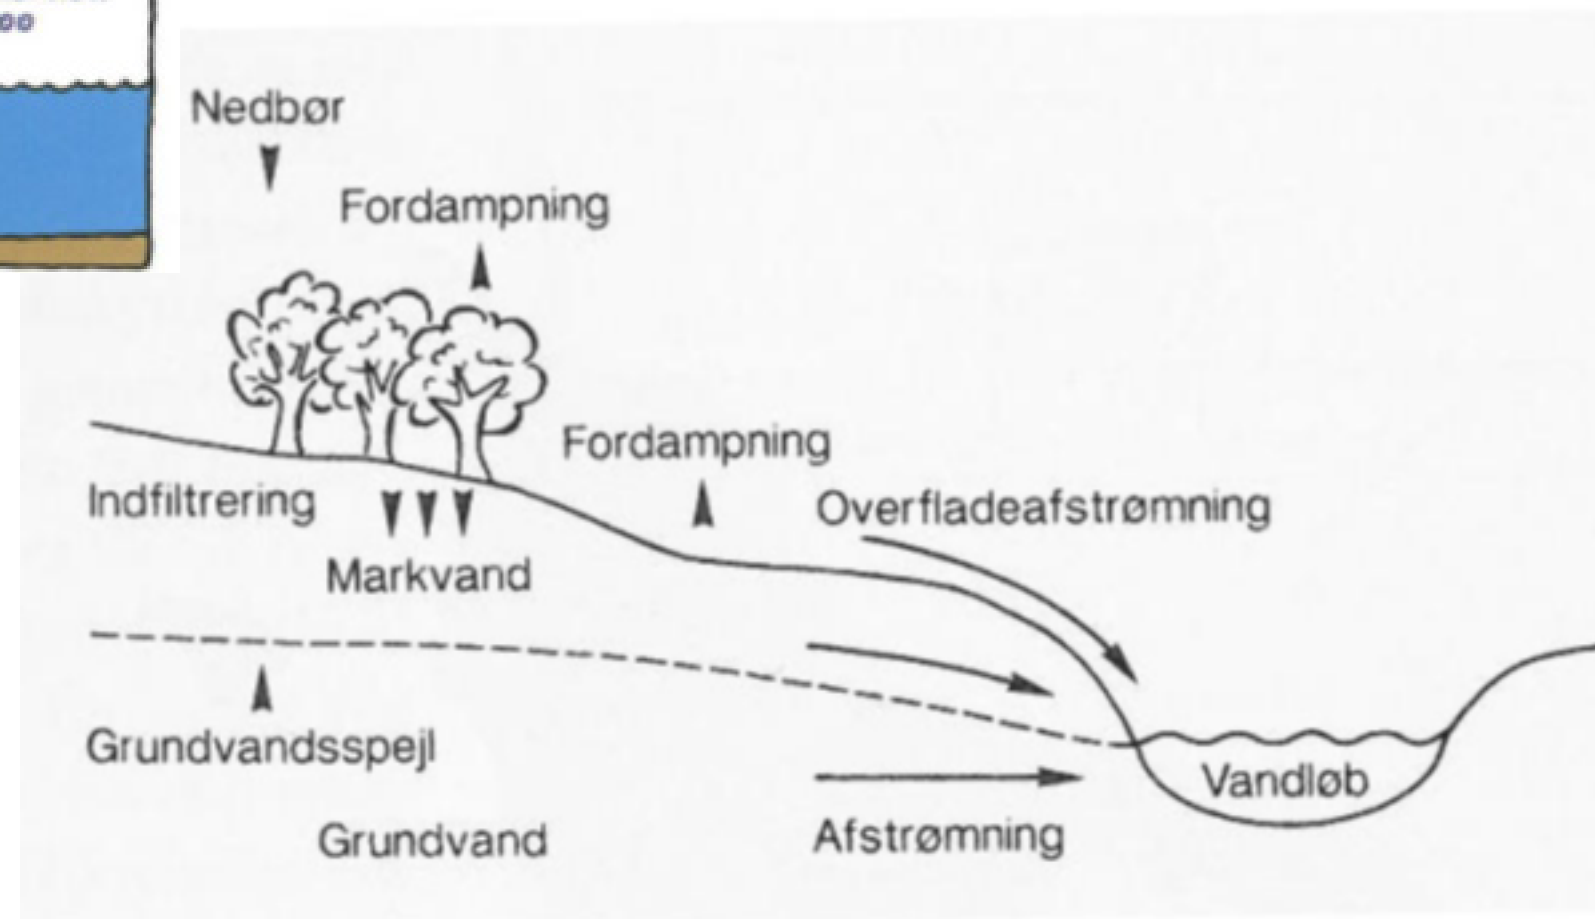 Nedbør
Fordampning
Fordampning
Indfiltrering
Overfladeafstrømning
Markvand
Grundvandsspejl
Vandløb
Grundvand
Afstrømning